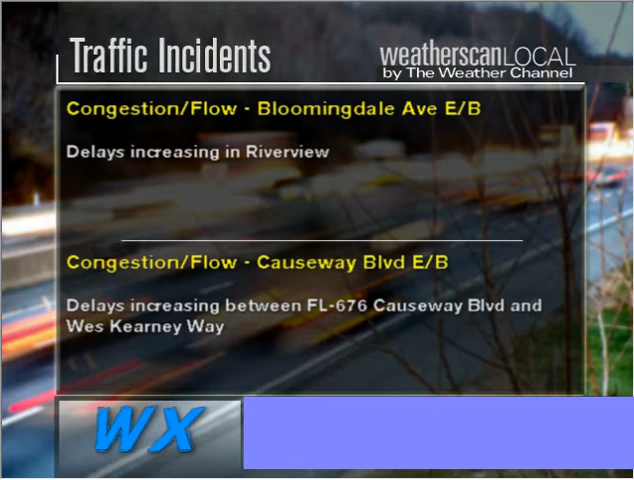 Traffic Incidents
weatherscanLOCAL
by The Weather Channel
Congestion/Flow - Bloomingdale Ave E/B
Delays increasing in Riverview
Congestion/Flow - Causeway Blvd E/B
Delays increasing between FL-676 Causeway Blvd and
Wes Kearney Way
WX